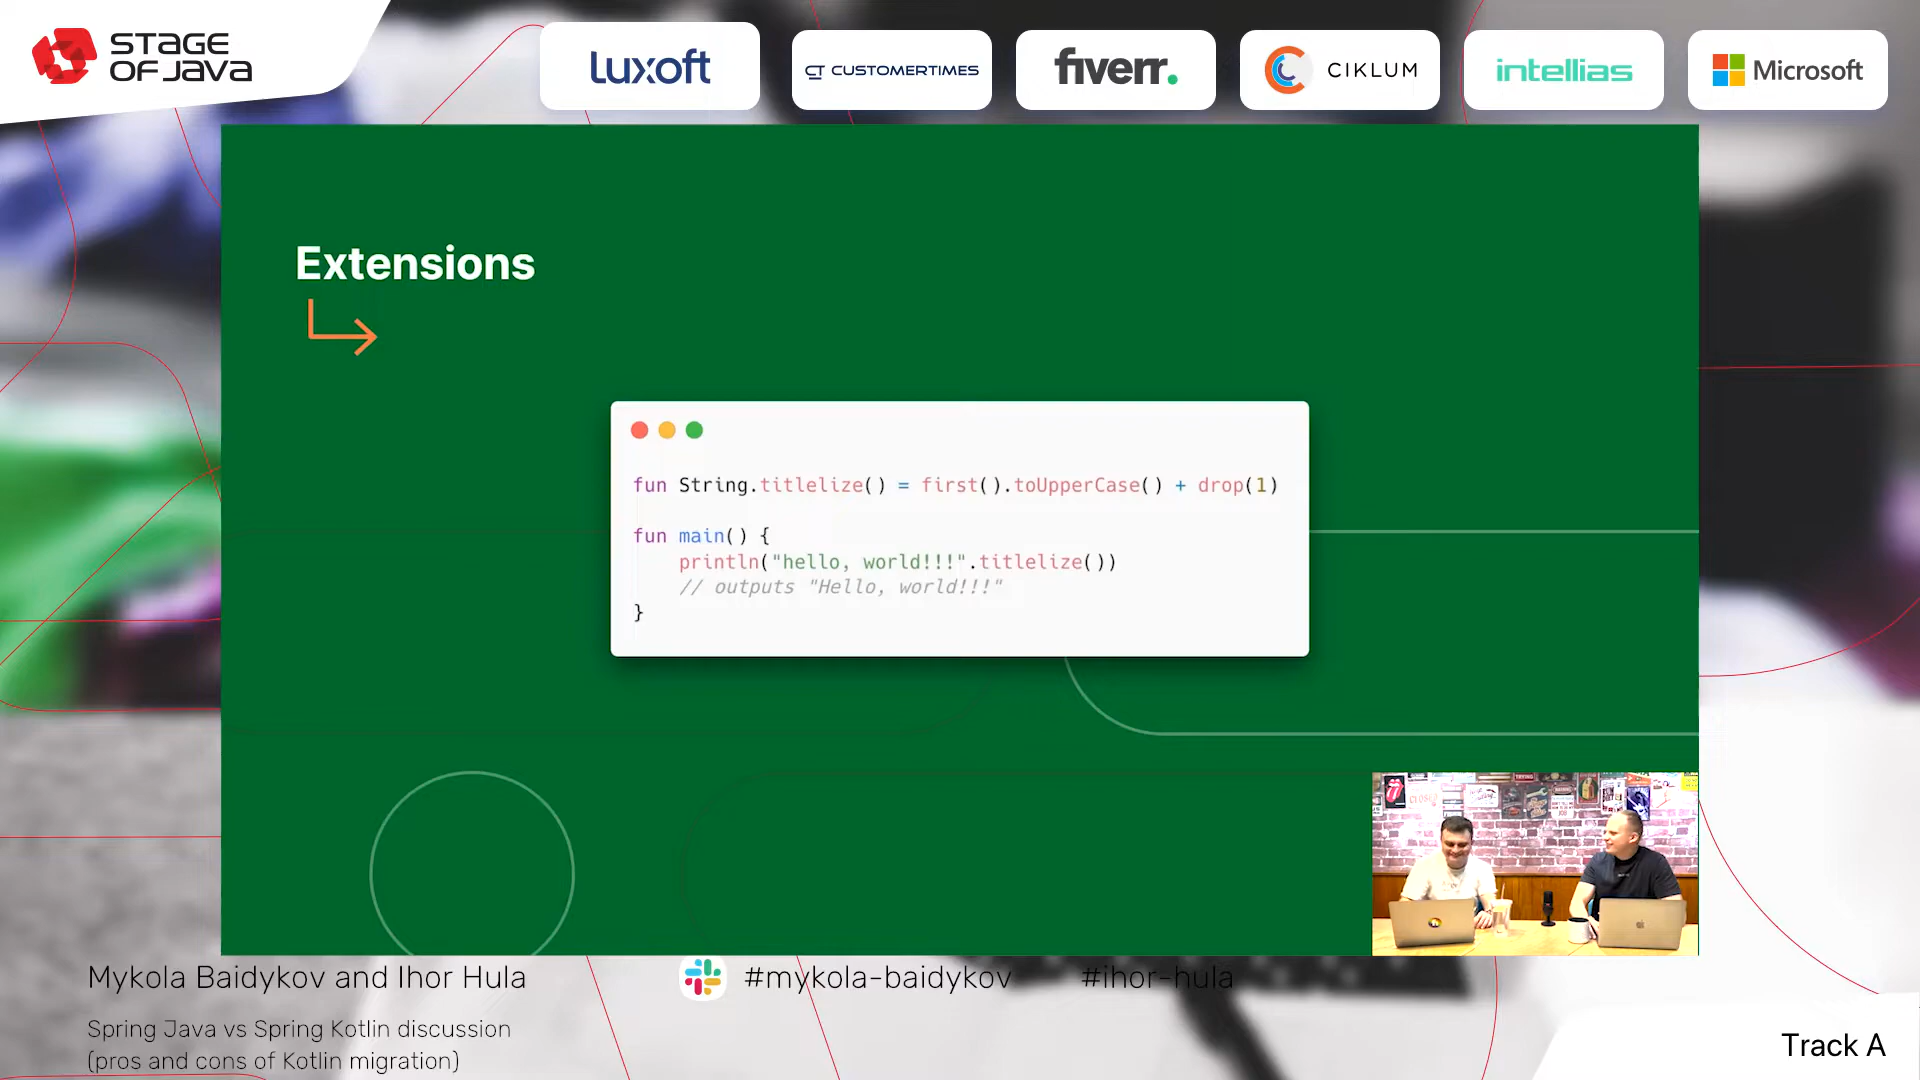 STAGE
OF JAVA
Luxoft
CT CUSTOMERTIMES
fiverr.
CIKLUM
intellias
Microsoft
Extensions
fun String.titlelize() = first().toUpperCase() + drop(1)
fun main() {
println("hello, world!!!".titlelize())
// outputs "Hello, world!!!"
}
Mykola Baidykov and Ihor Hula
#mykola-baidykov
#ihor-hula
Spring Java vs Spring Kotlin discussion
(pros and cons of Kotlin migration)
Track A